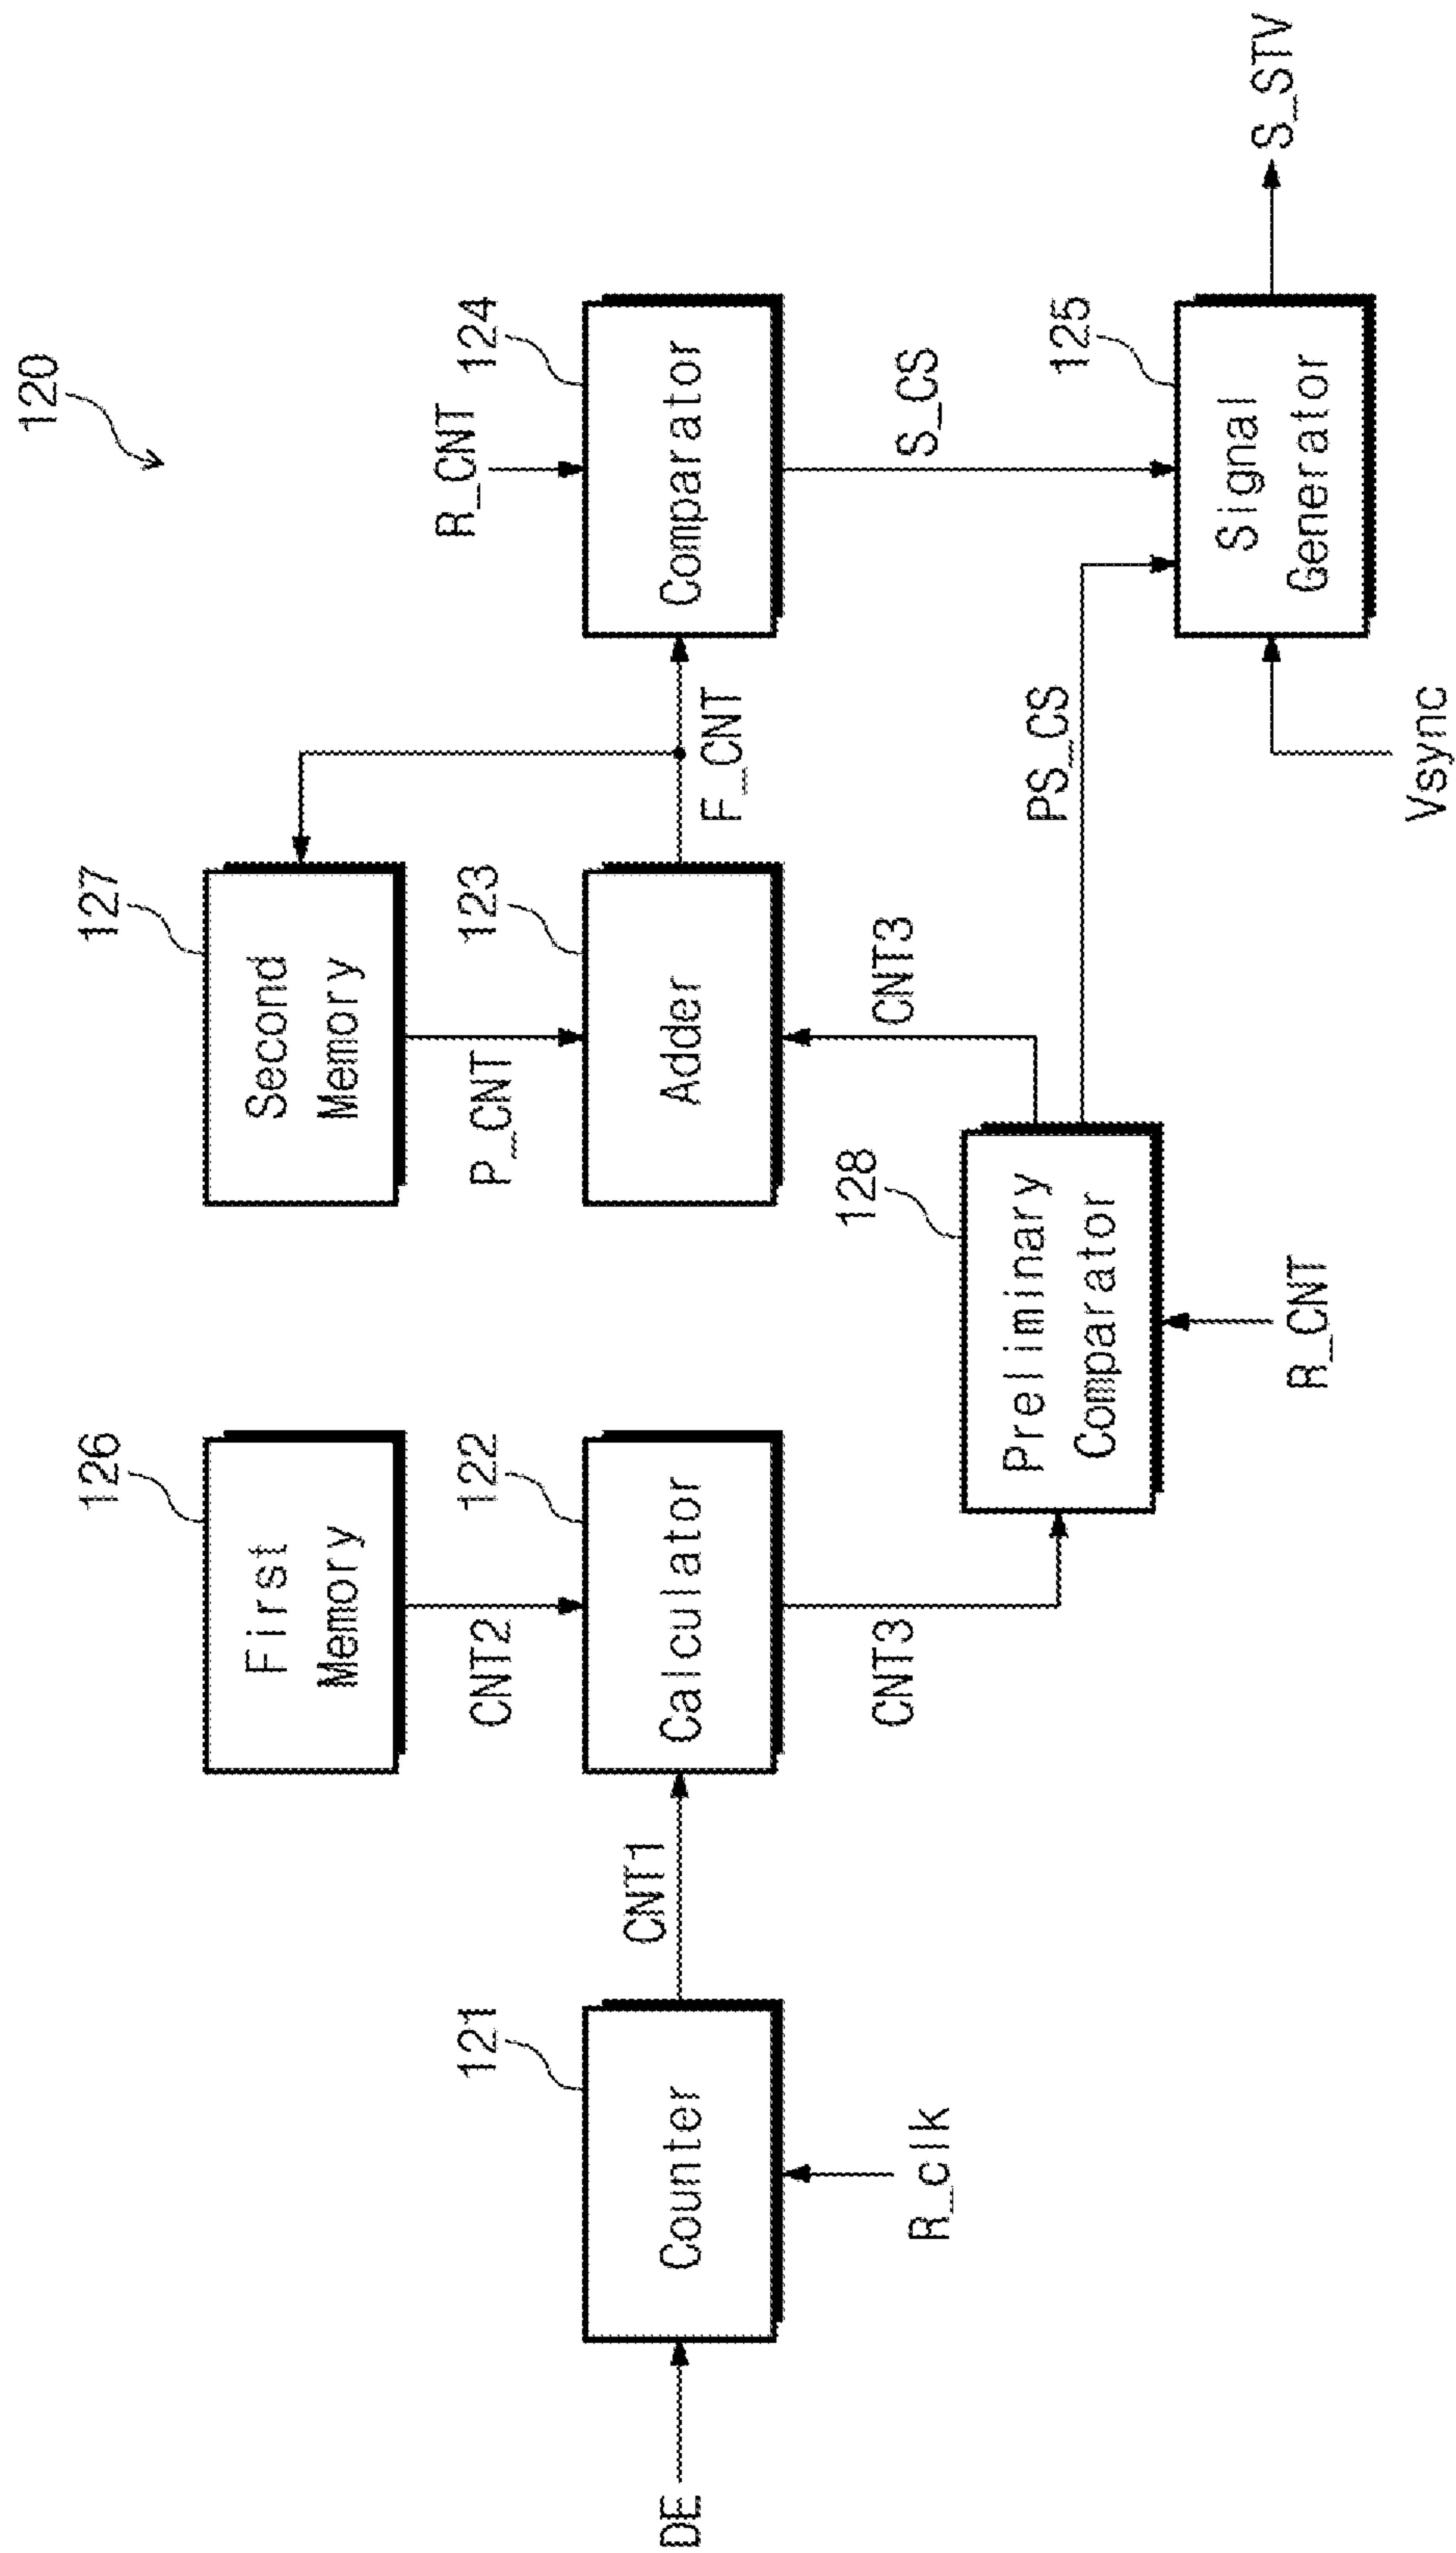 120
126
First
Memory
127
Second
Memory
CNT2
P_CNT
R_CNT
121
122
123
124
DE
Counter
CNT1
Calculator
Adder
F_CNT
Comparator
R_clk
CNT3
128
CNT3
S_CS
Preliminary
Comparator
PS_CS
125
Signal
Generator
S_STV
R_CNT
Vsync